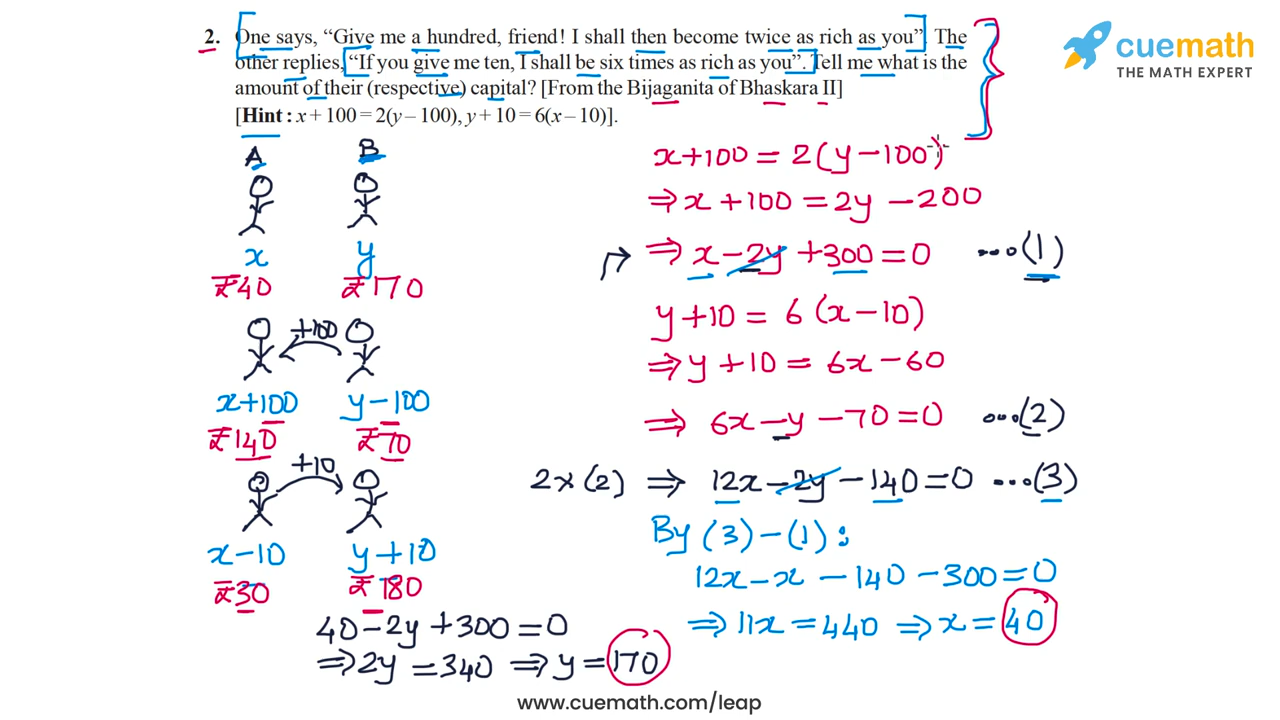 2. One says, “Give me a hundred, friend! I shall then become twice as rich as you”. The
other replies, “If you give me ten, I shall be six times as rich as you”. Tell me what is the
amount of their (respective) capital? [From the Bijaganita of Bhaskara II]
[Hint : x + 100 = 2(y – 100), y + 10 = 6(x – 10)].
cuemath
THE MATH EXPERT
A B
x y
₹40 ₹170
+100
x+100 y-100
₹140 ₹70
+10
x-10 y+10
₹30 ₹180
40-2y+300=0
⇒2y=340 ⇒y=170
x+100=2(y-100)
⇒x+100=2y-200
⇒x-2y+300=0 ...(1)
y+10=6(x-10)
⇒y+10=6x-60
⇒6x-y-70=0 ...(2)
2×(2) ⇒ 12x-2y-140=0 ...(3)
By (3)-(1):
12x-x-140-300=0
⇒11x=440 ⇒x=40
www.cuemath.com/leap